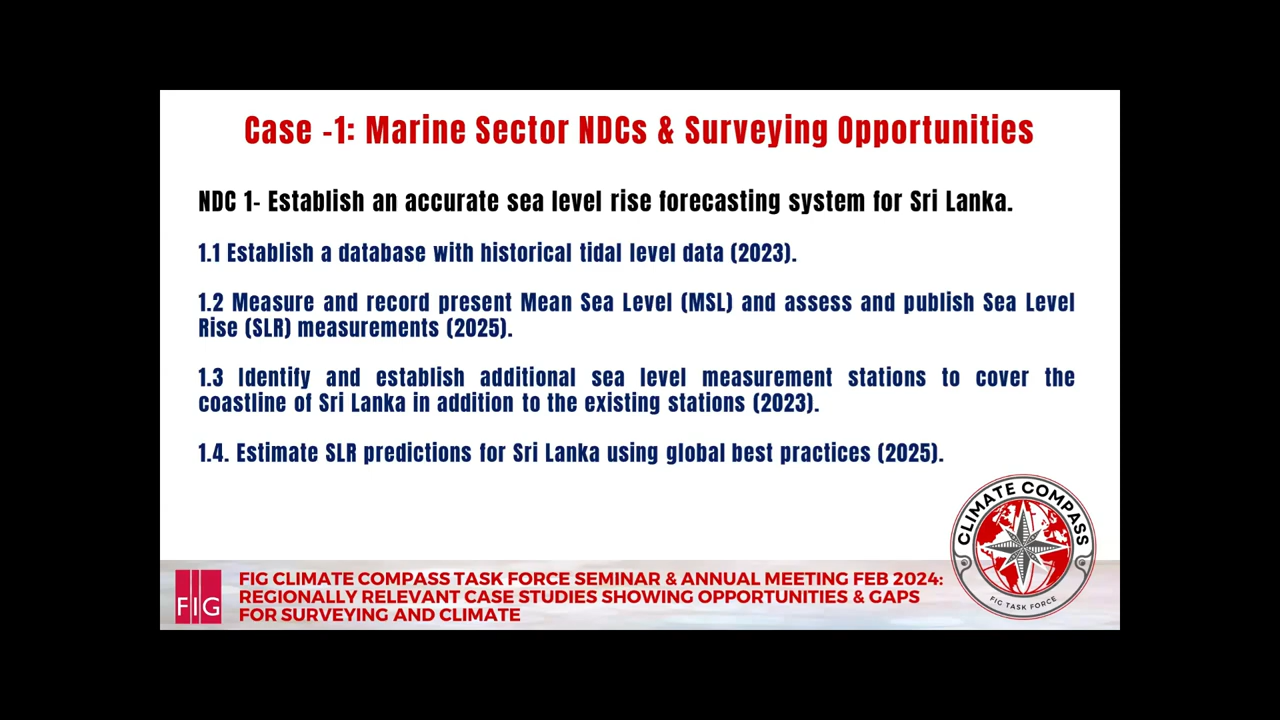 Case -1: Marine Sector NDCs & Surveying Opportunities
NDC 1- Establish an accurate sea level rise forecasting system for Sri Lanka.
1.1 Establish a database with historical tidal level data (2023).
1.2 Measure and record present Mean Sea Level (MSL) and assess and publish Sea Level
Rise (SLR) measurements (2025).
1.3 Identify and establish additional sea level measurement stations to cover the
coastline of Sri Lanka in addition to the existing stations (2023).
1.4. Estimate SLR predictions for Sri Lanka using global best practices (2025).
CLIMATE COMPASS
FIG TASK FORCE
FIG
FIG CLIMATE COMPASS TASK FORCE SEMINAR & ANNUAL MEETING FEB 2024:
REGIONALLY RELEVANT CASE STUDIES SHOWING OPPORTUNITIES & GAPS
FOR SURVEYING AND CLIMATE